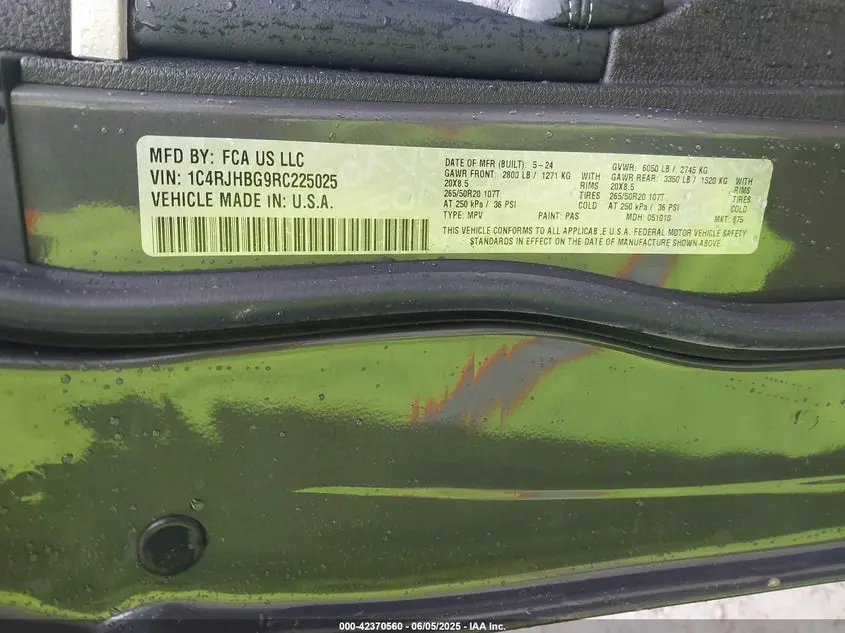 MFD BY: FCA US LLC
VIN: 1C4RJHBG9RC225025
VEHICLE MADE IN: U.S.A.
DATE OF MFR (BUILT): 5-24
GVWR: 6050 LB / 2745 KG
GAWR FRONT: 2803 LB / 1271 KG WITH
GAWR REAR: 3350 LB / 1520 KG WITH
20X8.5 RIMS
20X8.5 RIMS
265/50R20 107T TIRES
265/50R20 107T TIRES
AT 250 kPa / 36 PSI COLD
AT 250 kPa / 36 PSI COLD
TYPE: MPV PAINT: PAS MDH: 051010 MKT: 875
THIS VEHICLE CONFORMS TO ALL APPLICAB.E U.S.A. FEDERAL MOTOR VEHICLE SAFETY
STANDARDS IN EFFECT ON THE DATE OF MANUFACTURE SHOWN ABOVE.
000-42370560 - 06/05/2025 - IAA Inc.